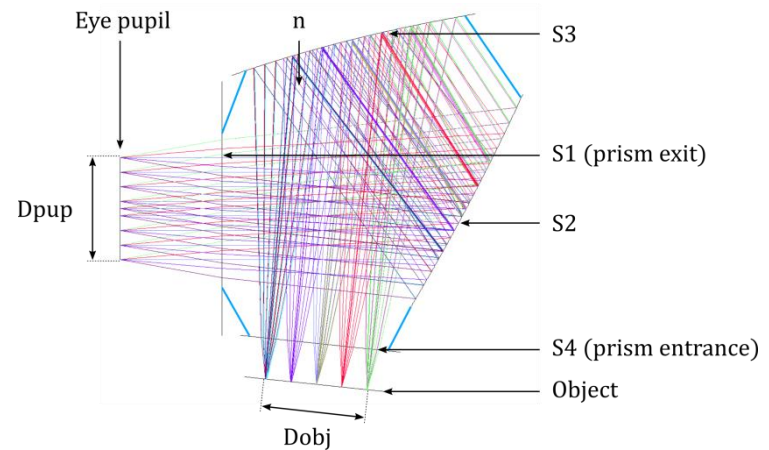 Eye pupil
n
S3
S1 (prism exit)
Dpup
S2
S4 (prism entrance)
Object
Dobj